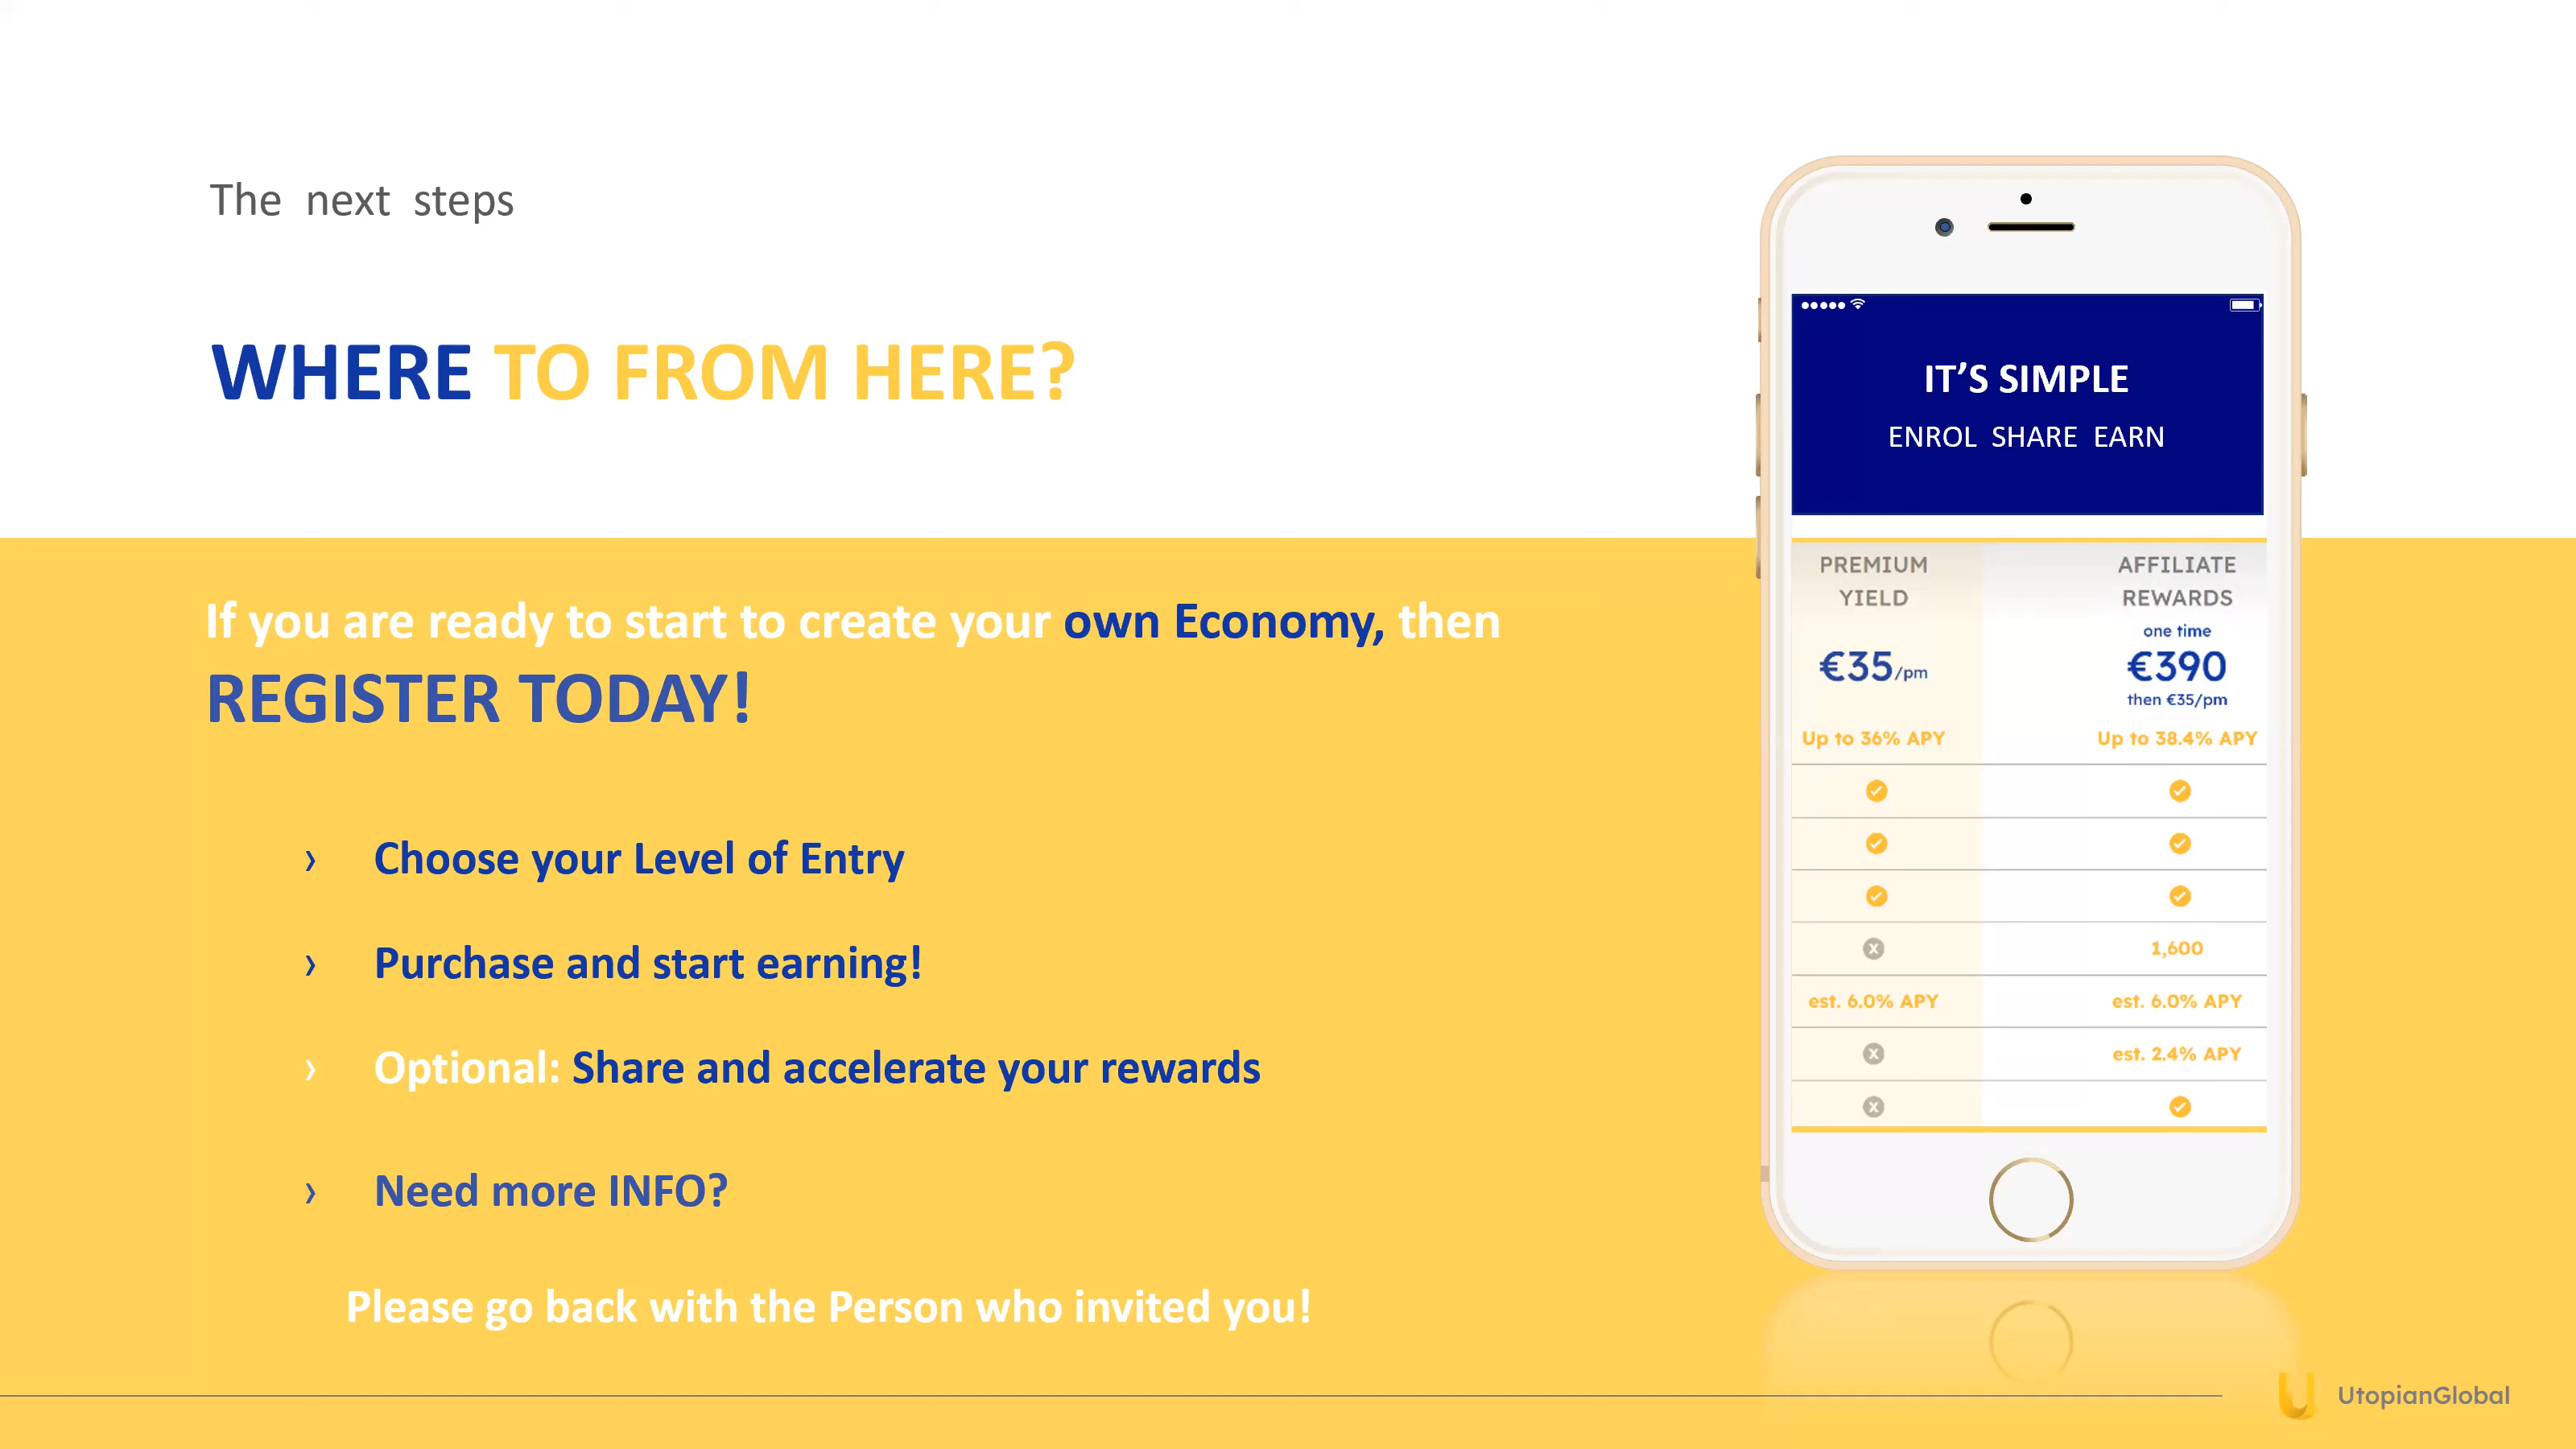 The next steps
WHERE TO FROM HERE?
If you are ready to start to create your own Economy, then
REGISTER TODAY!
› Choose your Level of Entry
› Purchase and start earning!
› Optional: Share and accelerate your rewards
› Need more INFO?
Please go back with the Person who invited you!
IT’S SIMPLE
ENROL SHARE EARN
PREMIUM AFFILIATE
YIELD REWARDS
one time
€35/pm €390
then €35/pm
Up to 36% APY Up to 38.4% APY
1,600
est. 6.0% APY est. 6.0% APY
est. 2.4% APY
UtopianGlobal